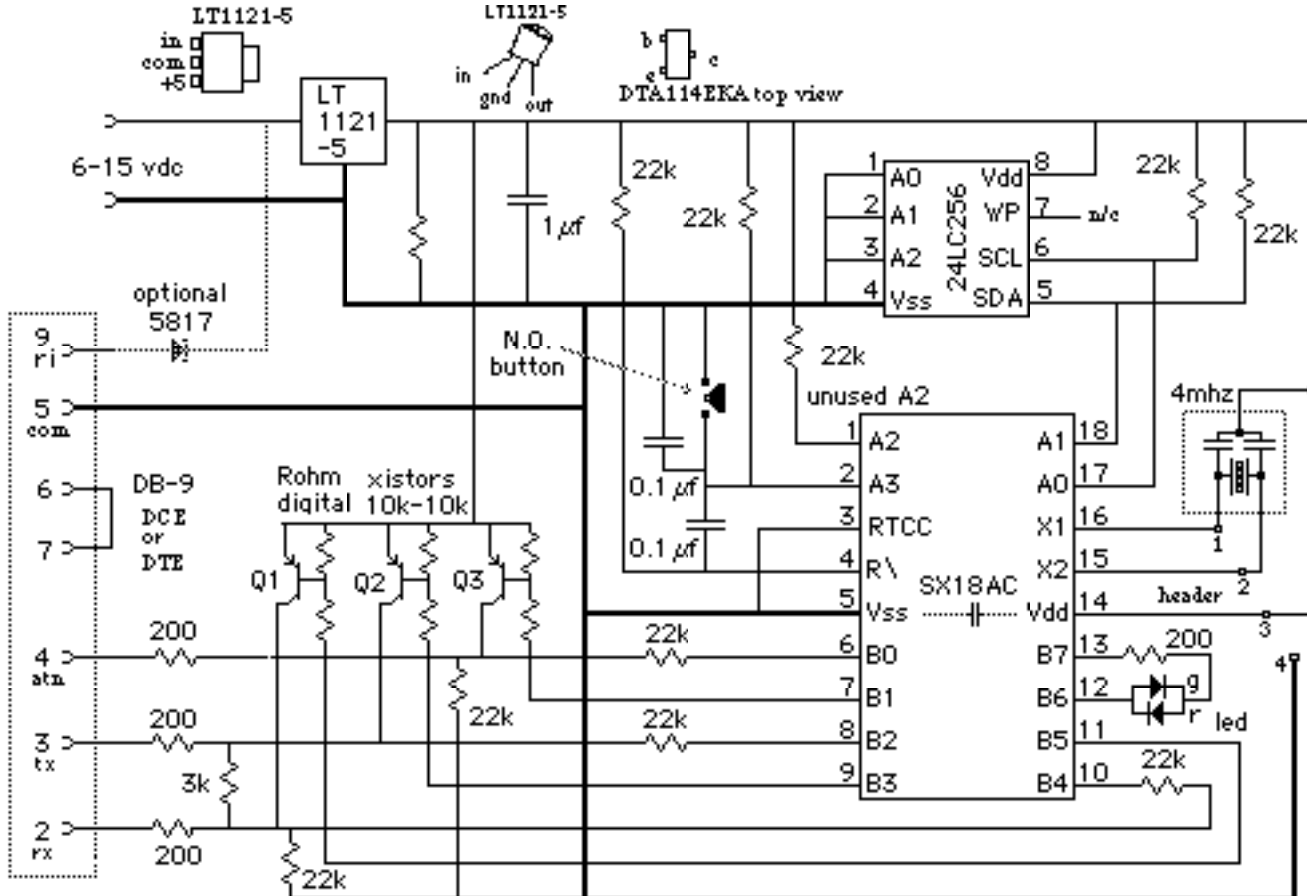 LT1121-5
in
com
+5
LT1121-5
in
gnd
out
b
e
c
DTA114EKA top view
LT
1121
-5
6-15 vdc
1 µf
22k
22k
22k
1
A0
2
A1
3
A2
4
Vss
24LC256
Vdd
8
WP
7
n/c
SCL
6
SDA
5
22k
22k
optional
5817
9
ri
5
com
6
7
DB-9
DCE
or
DTE
N.O.
button
unused A2
4mhz
Rohm xistors
digital 10k-10k
Q1
Q2
Q3
0.1 µf
0.1 µf
1
A2
2
A3
3
RTCC
4
R\
5
Vss
6
B0
7
B1
8
B2
9
B3
SX18AC
A1
18
A0
17
X1
16
X2
15
Vdd
14
B7
13
B6
12
B5
11
B4
10
1
2
header
3
4
200
g
r
led
22k
4
atn
200
22k
22k
3
tx
200
22k
3k
2
rx
200
22k